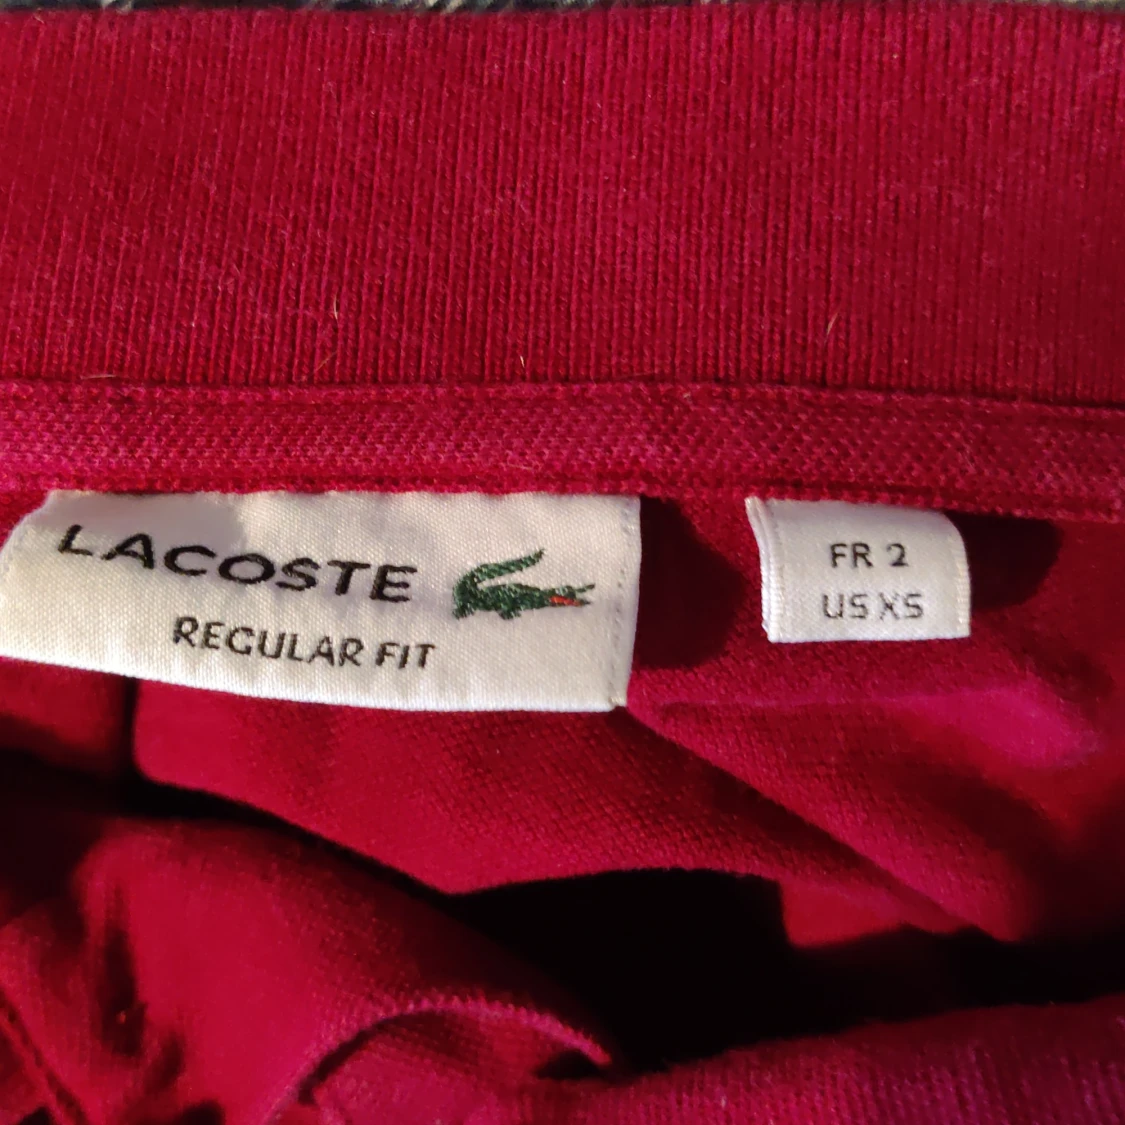 LACOSTE
REGULAR FIT
FR 2
US XS